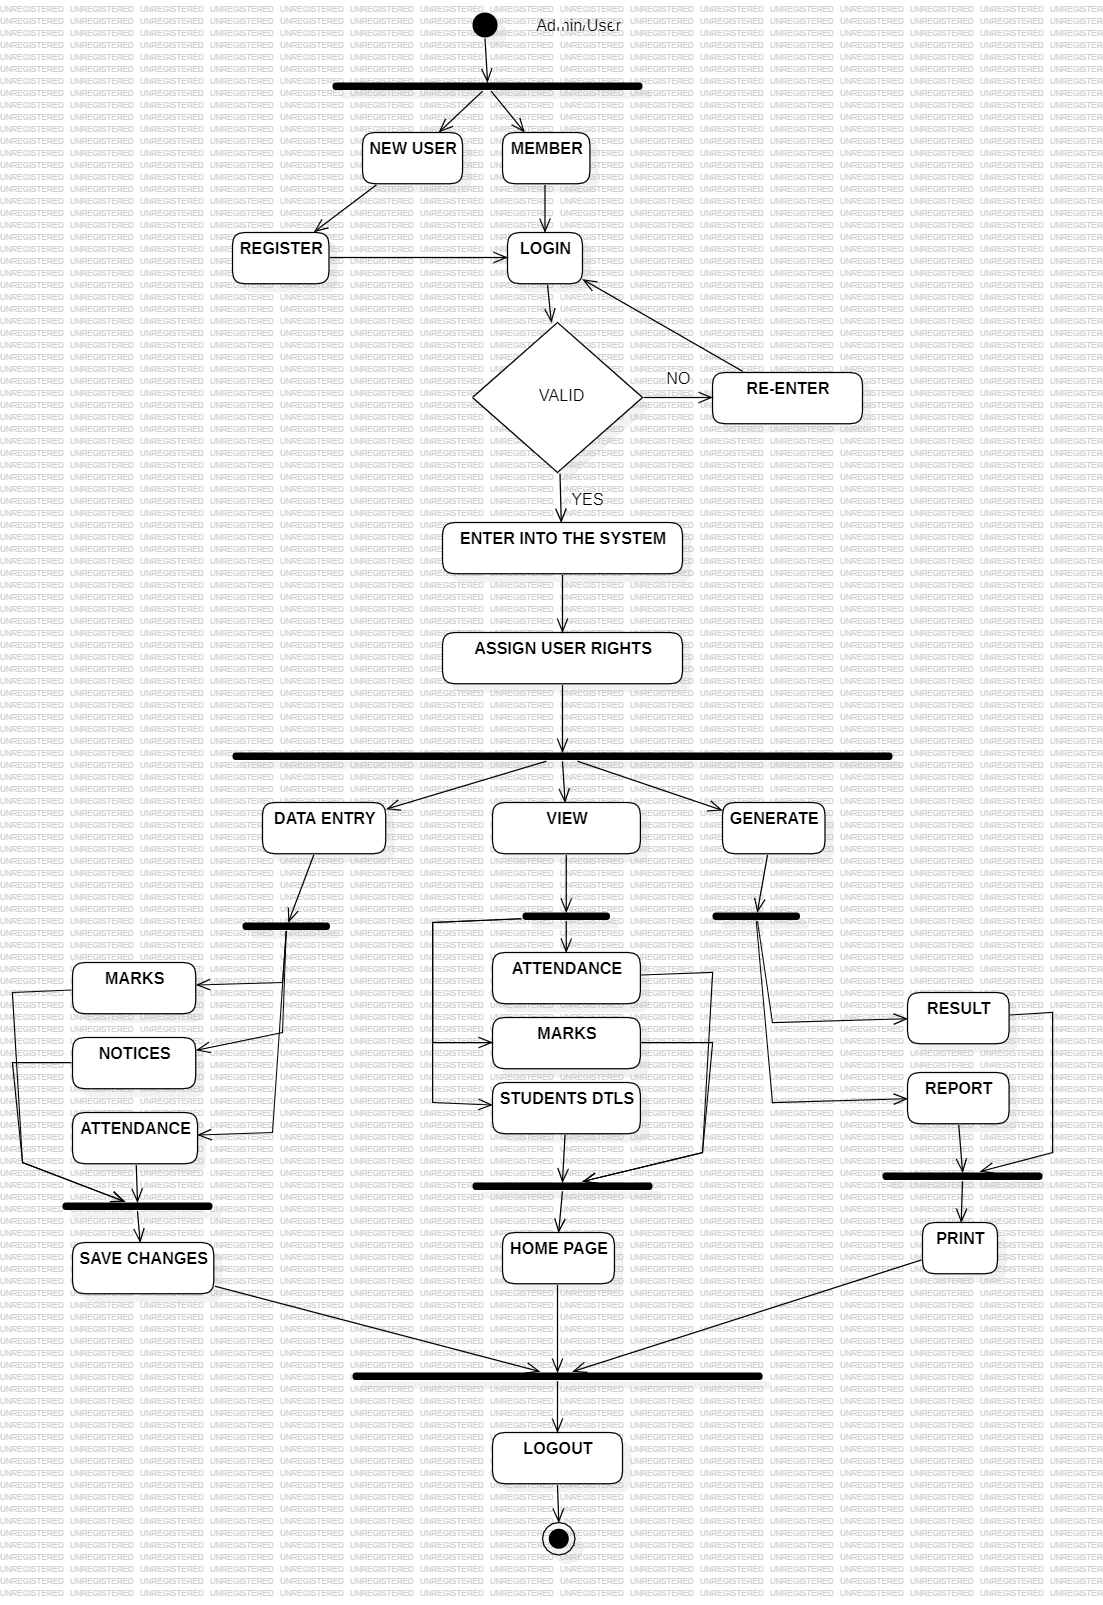 Admin/User
NEW USER
MEMBER
REGISTER
LOGIN
VALID
NO
RE-ENTER
YES
ENTER INTO THE SYSTEM
ASSIGN USER RIGHTS
DATA ENTRY
VIEW
GENERATE
MARKS
NOTICES
ATTENDANCE
ATTENDANCE
MARKS
STUDENTS DTLS
RESULT
REPORT
SAVE CHANGES
HOME PAGE
PRINT
LOGOUT
UNREGISTERED